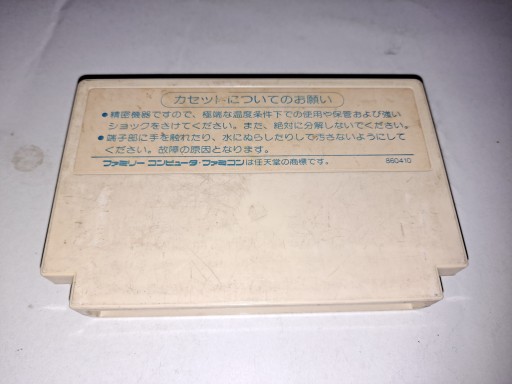 カセットについてのお願い
●精密機器ですので、極端な温度条件下での使用や保管および強い
ショックをさけてください。また、絶対に分解しないでください。
●端子部に手を触れたり、水にぬらしたりして汚さないようにして
ください。故障の原因となります。
ファミリー コンピュータ・ファミコンは任天堂の商標です。 860410